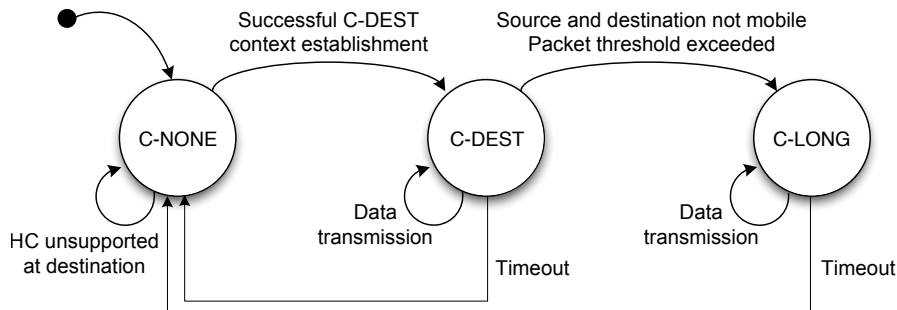 Successful C-DEST
context establishment
Source and destination not mobile
Packet threshold exceeded
C-NONE
C-DEST
C-LONG
HC unsupported
at destination
Data
transmission
Timeout
Data
transmission
Timeout